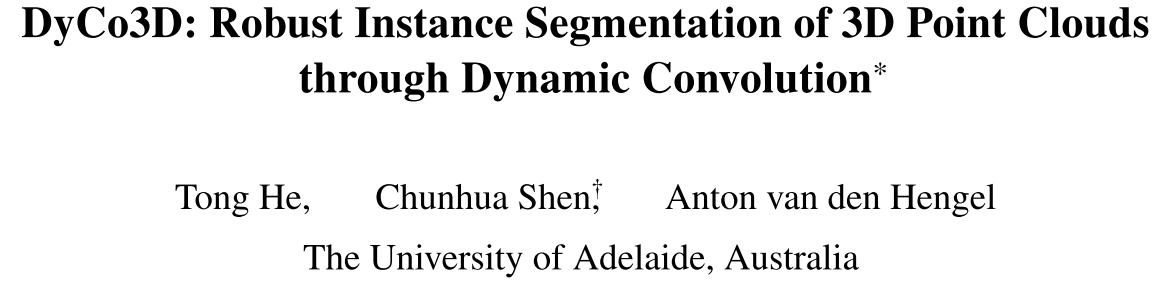 DyCo3D: Robust Instance Segmentation of 3D Point Clouds
through Dynamic Convolution*
Tong He, Chunhua Shen,† Anton van den Hengel
The University of Adelaide, Australia